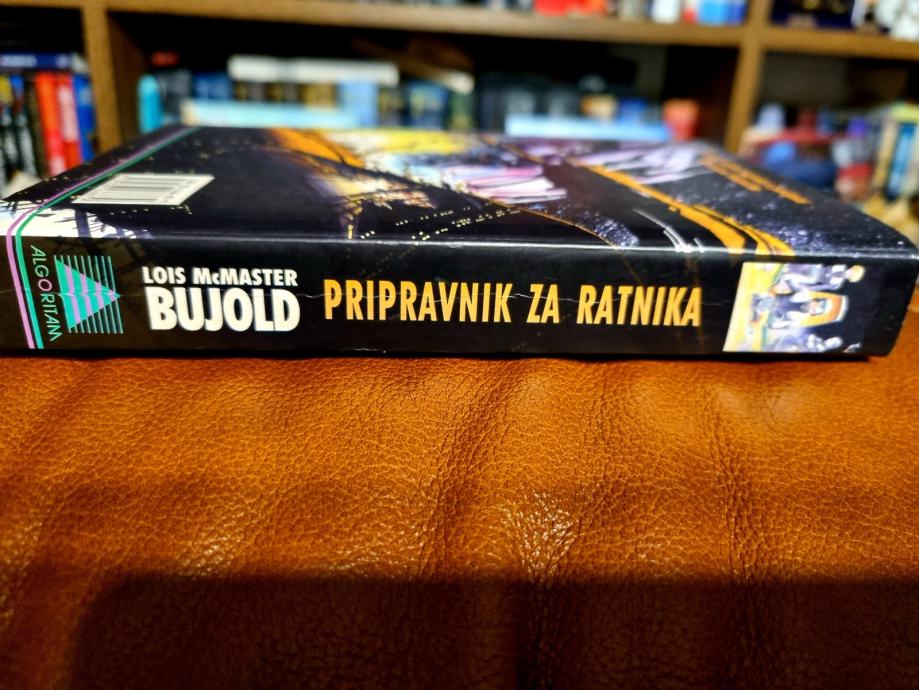 ALGORITAM
LOIS McMASTER
BUJOLD
PRIPRAVNIK ZA RATNIKA